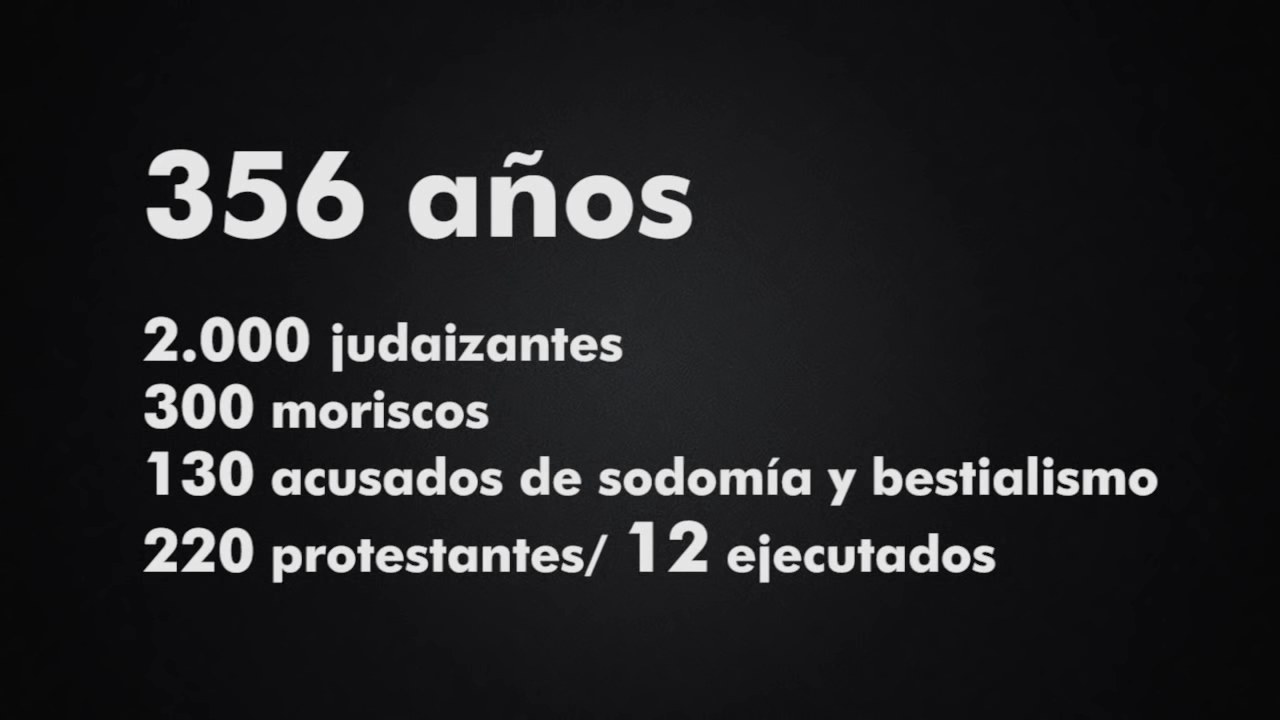 356 años
2.000 judaizantes
300 moriscos
130 acusados de sodomía y bestialismo
220 protestantes/ 12 ejecutados